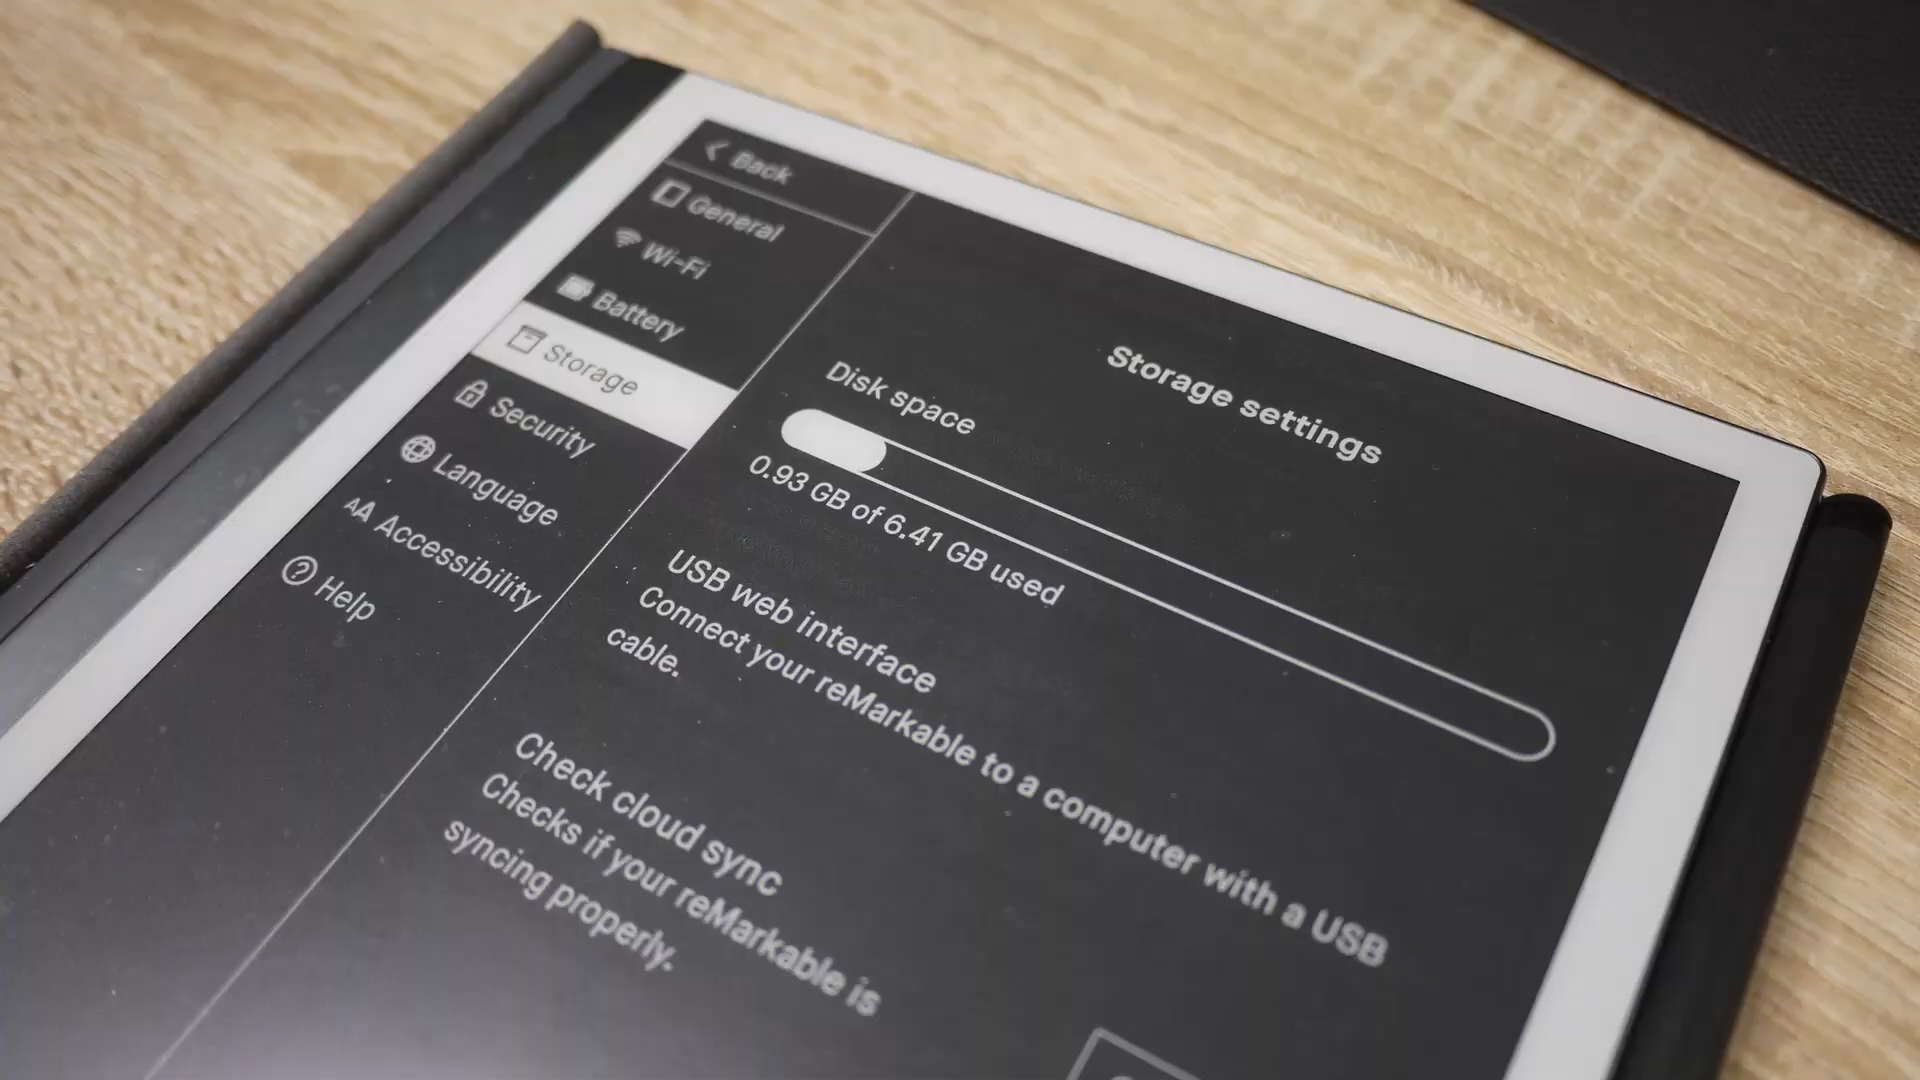 Back
General
Wi-Fi
Battery
Storage
Security
Language
AA Accessibility
Help
Storage settings
Disk space
0.93 GB of 6.41 GB used
USB web interface
Connect your reMarkable to a computer with a USB
cable.
Check cloud sync
Checks if your reMarkable is
syncing properly.